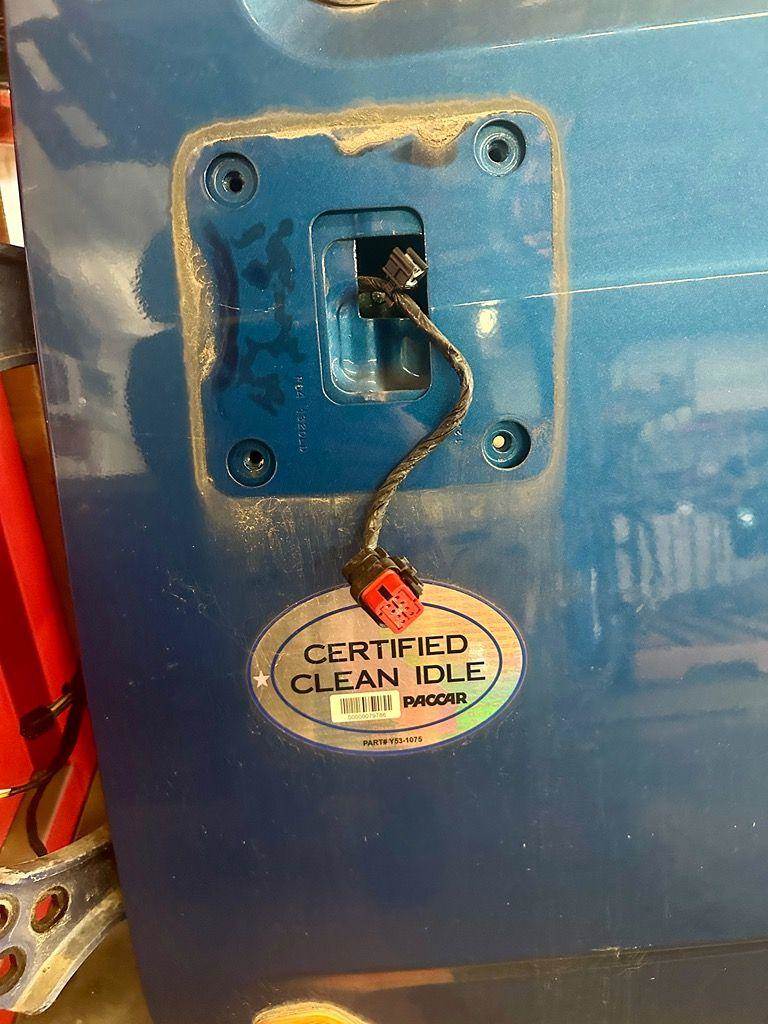 CERTIFIED
CLEAN IDLE
PACCAR
PART# Y53-1075